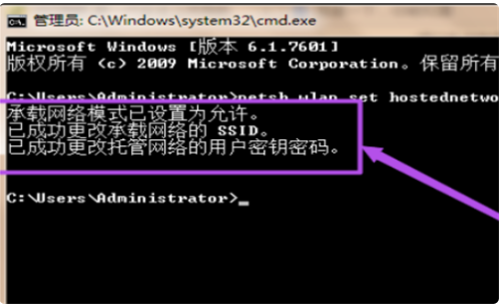 管理员: C:\Windows\system32\cmd.exe
Microsoft Windows [版本 6.1.7601]
版权所有 (c) 2009 Microsoft Corporation。保留所有
C:\Users\Administrator>netsh wlan set hostednetwo
承载网络模式已设置为允许。
已成功更改承载网络的 SSID。
已成功更改托管网络的用户密钥密码。
C:\Users\Administrator>_